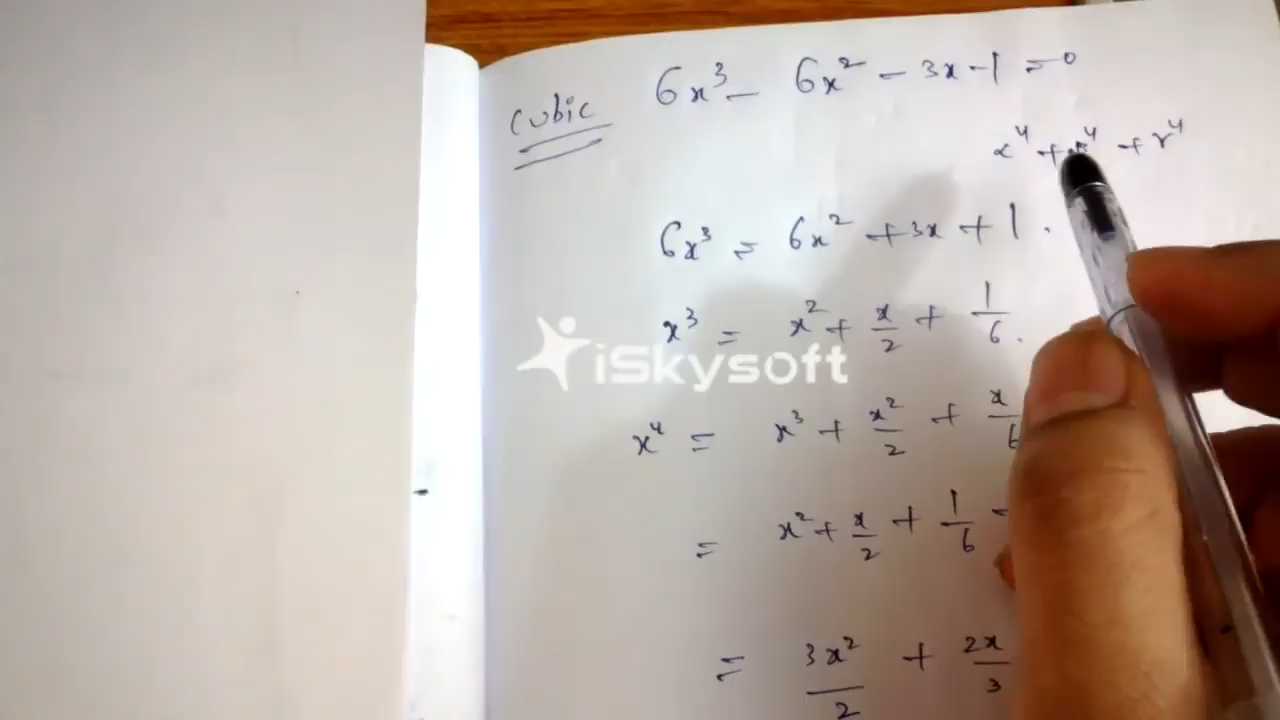 cubic 6x³ - 6x² - 3x - 1 = 0
α⁴ + β⁴ + γ⁴
6x³ = 6x² + 3x + 1.
x³ = x² + x/2 + 1/6.
iSkysoft
x⁴ = x³ + x²/2 + x/6
= x² + x/2 + 1/6
= 3x²/2 + 2x/3